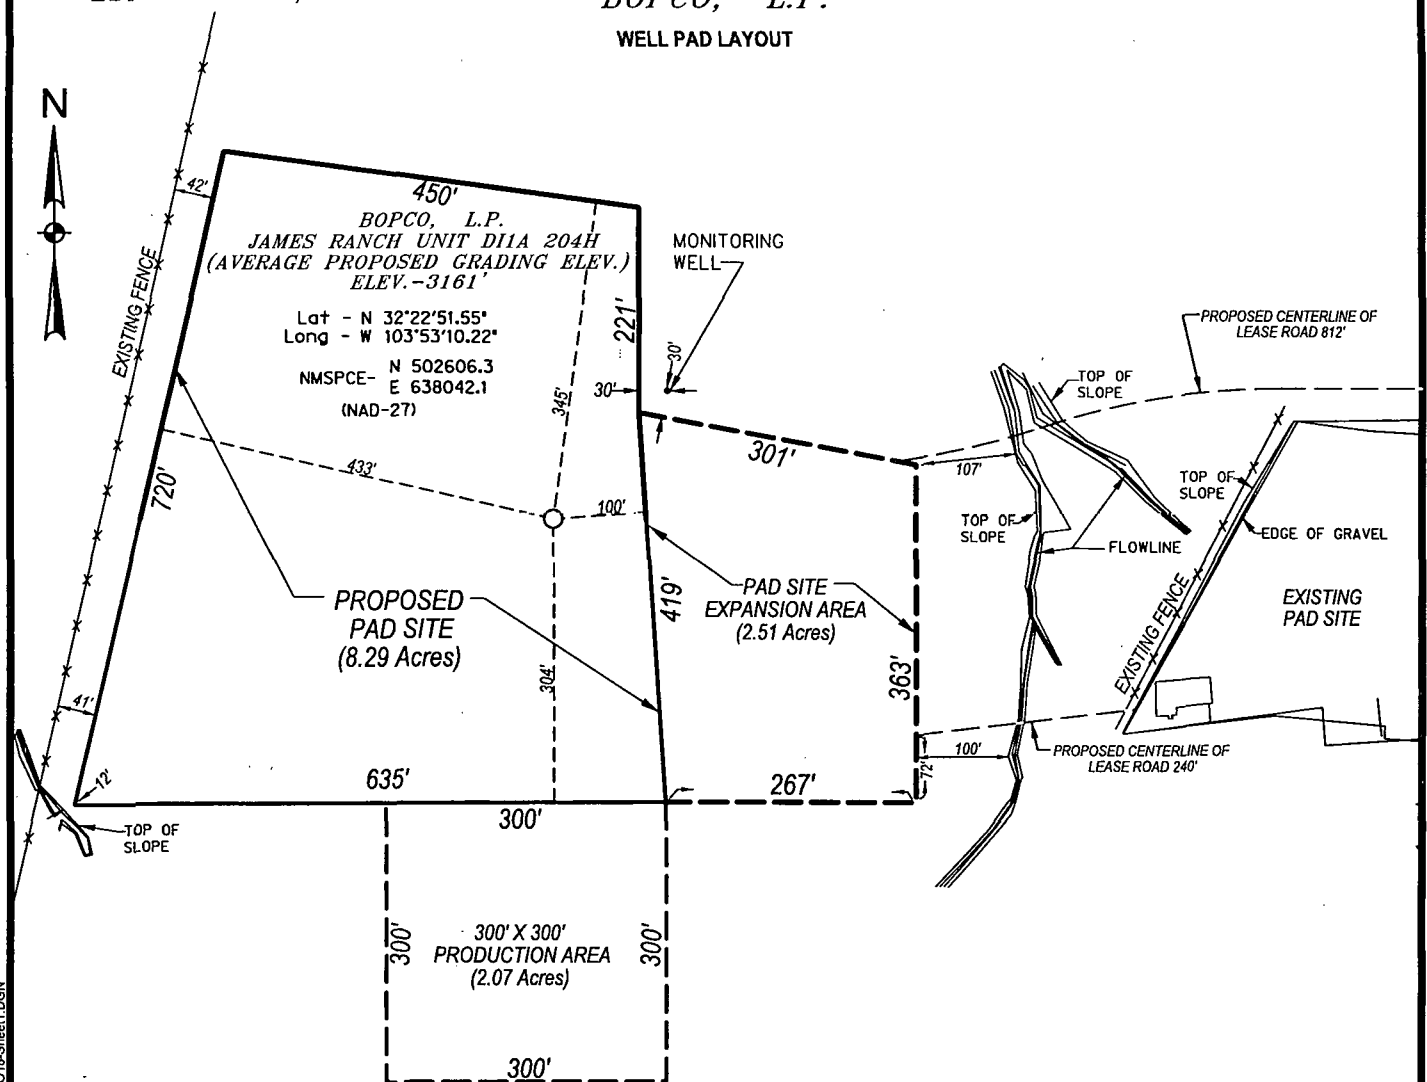 BOPCO, L.P.
WELL PAD LAYOUT
N
42'
450'
BOPCO, L.P.
JAMES RANCH UNIT DI1A 204H
(AVERAGE PROPOSED GRADING ELEV.)
ELEV.-3161'
Lat - N 32°22'51.55"
Long - W 103°53'10.22"
NMSPCE- N 502606.3
E 638042.1
(NAD-27)
EXISTING FENCE
221'
MONITORING
WELL
30'
30'
345'
PROPOSED CENTERLINE OF
LEASE ROAD 812'
TOP OF
SLOPE
301'
107'
433'
720'
100'
TOP OF
SLOPE
TOP OF
SLOPE
FLOWLINE
EDGE OF GRAVEL
PROPOSED
PAD SITE
(8.29 Acres)
419'
PAD SITE
EXPANSION AREA
(2.51 Acres)
EXISTING
PAD SITE
EXISTING FENCE
304'
363'
41'
12'
635'
267'
72'
100'
PROPOSED CENTERLINE OF
LEASE ROAD 240'
TOP OF
SLOPE
300'
300'
300' X 300'
PRODUCTION AREA
(2.07 Acres)
300'
300'